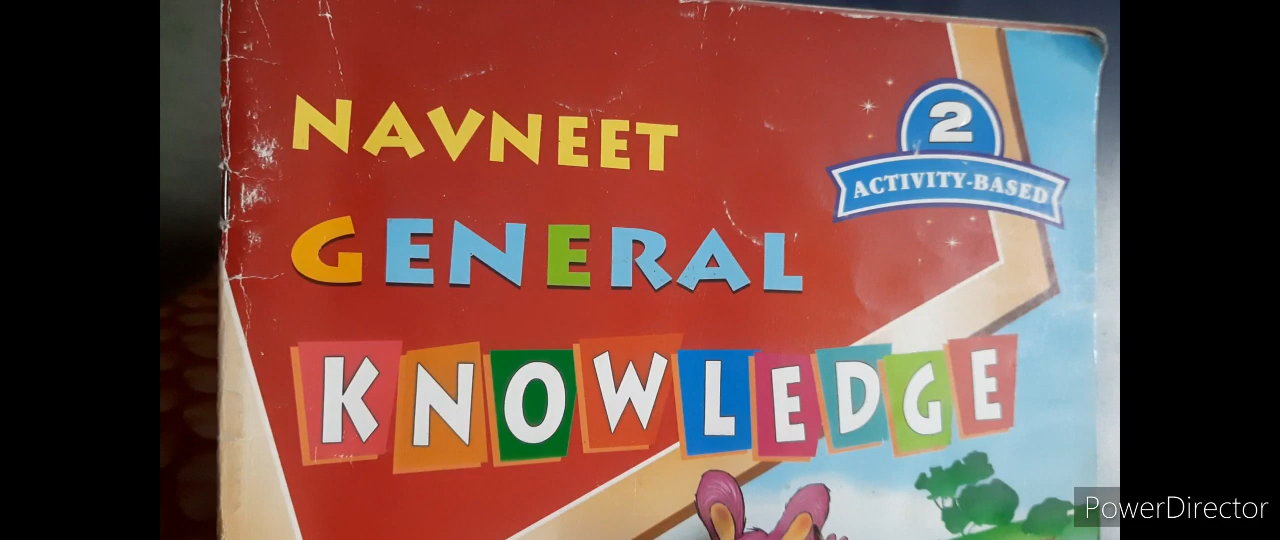 NAVNEET
2
ACTIVITY-BASED
GENERAL
KNOWLEDGE
PowerDirector